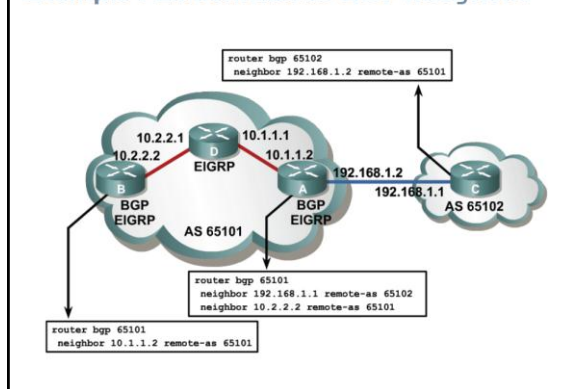 router bgp 65102
neighbor 192.168.1.2 remote-as 65101
10.2.2.1
10.1.1.1
D
10.2.2.2
EIGRP
10.1.1.2
192.168.1.2
B
A
C
192.168.1.1
BGP
EIGRP
BGP
EIGRP
AS 65102
AS 65101
router bgp 65101
neighbor 192.168.1.1 remote-as 65102
neighbor 10.2.2.2 remote-as 65101
router bgp 65101
neighbor 10.1.1.2 remote-as 65101